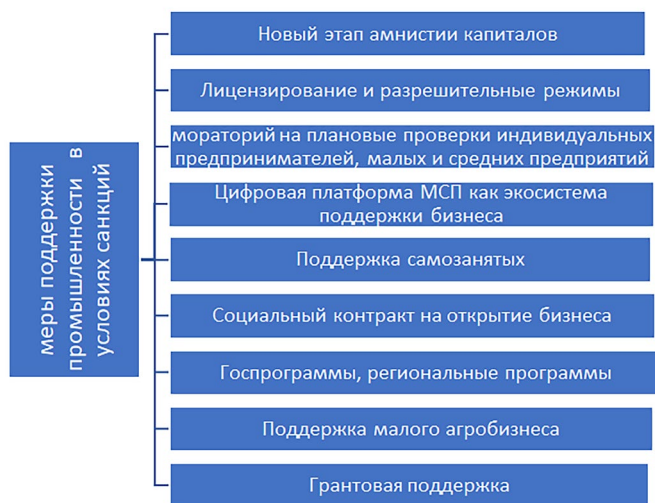 меры поддержки
промышленности в
условиях санкций
Новый этап амнистии капиталов
Лицензирование и разрешительные режимы
мораторий на плановые проверки индивидуальных
предпринимателей, малых и средних предприятий
Цифровая платформа МСП как экосистема
поддержки бизнеса
Поддержка самозанятых
Социальный контракт на открытие бизнеса
Госпрограммы, региональные программы
Поддержка малого агробизнеса
Грантовая поддержка